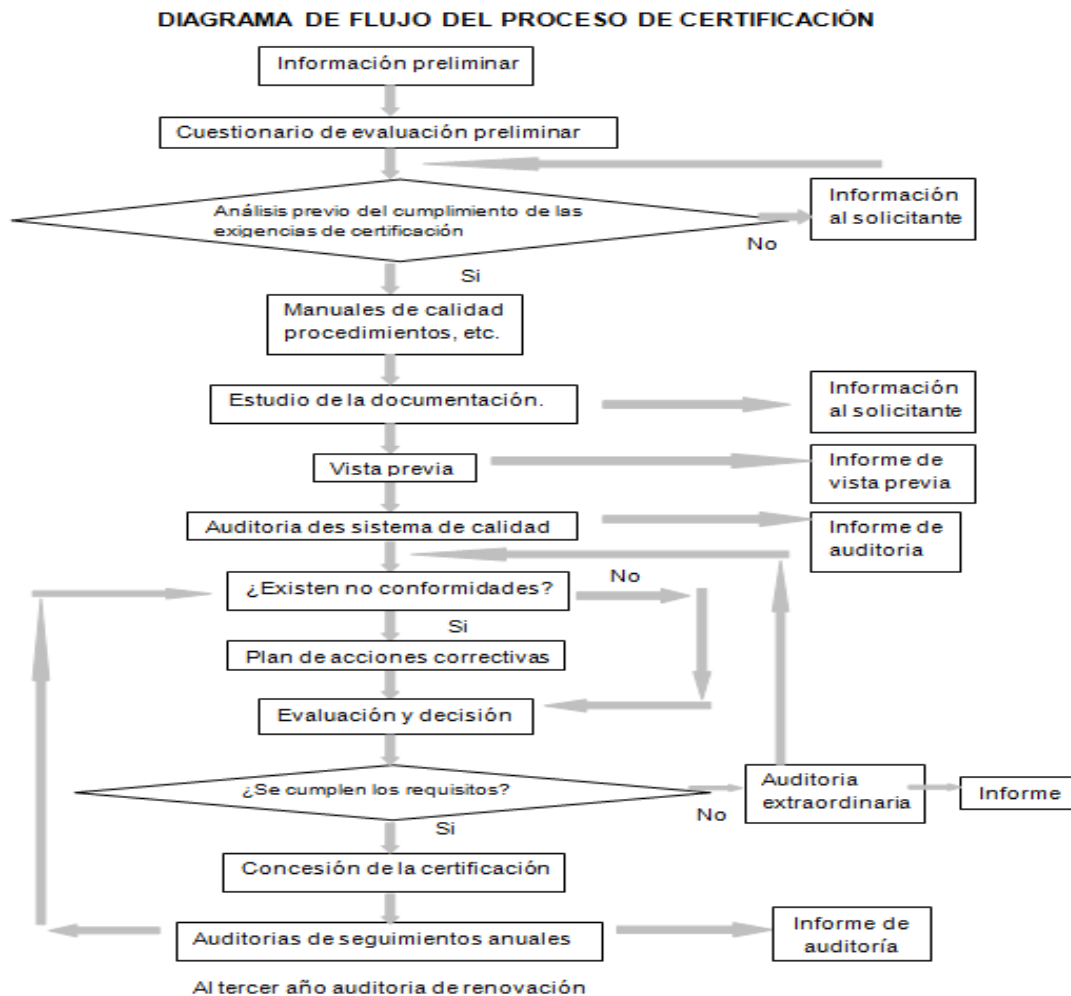 DIAGRAMA DE FLUJO DEL PROCESO DE CERTIFICACIÓN
Información preliminar
Cuestionario de evaluación preliminar
Análisis previo del cumplimiento de las
exigencias de certificación
No
Información
al solicitante
Si
Manuales de calidad
procedimientos, etc.
Estudio de la documentación.
Información
al solicitante
Vista previa
Informe de
vista previa
Auditoria des sistema de calidad
Informe de
auditoria
¿Existen no conformidades?
No
Si
Plan de acciones correctivas
Evaluación y decisión
¿Se cumplen los requisitos?
No
Auditoria
extraordinaria
Informe
Si
Concesión de la certificación
Auditorias de seguimientos anuales
Informe de
auditoría
Al tercer año auditoria de renovación